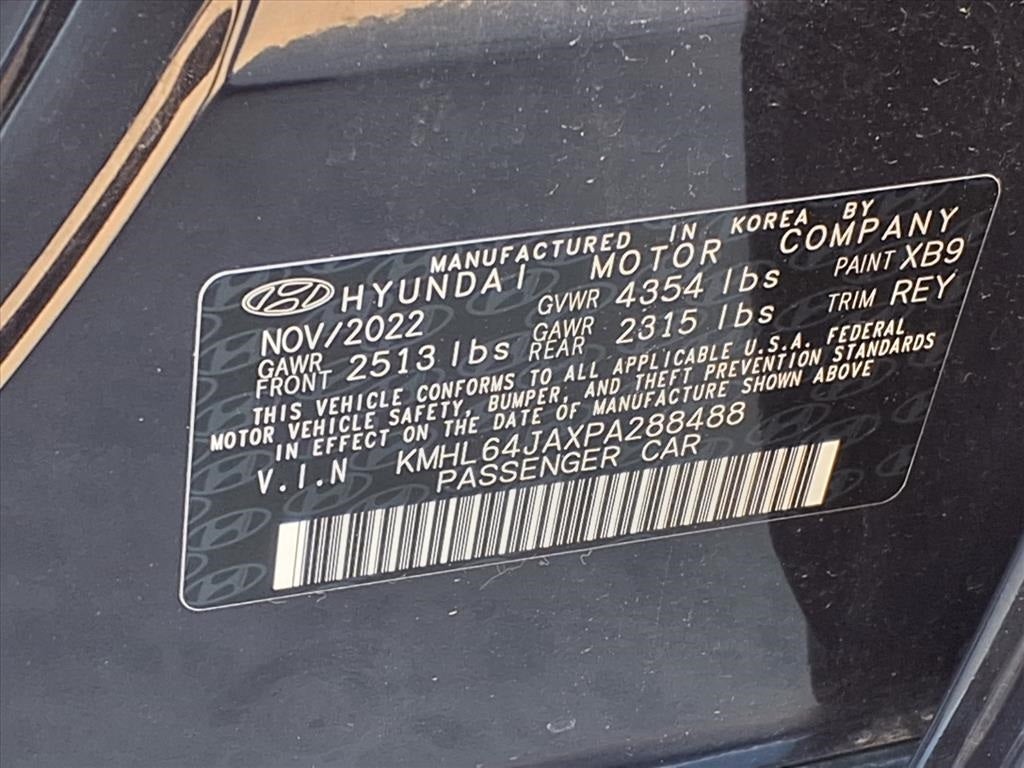 MANUFACTURED IN KOREA BY
HYUNDAI MOTOR COMPANY
NOV/2022 GVWR 4354 lbs PAINT XB9
GAWR FRONT 2513 lbs GAWR REAR 2315 lbs TRIM REY
THIS VEHICLE CONFORMS TO ALL APPLICABLE U.S.A. FEDERAL
MOTOR VEHICLE SAFETY, BUMPER, AND THEFT PREVENTION STANDARDS
IN EFFECT ON THE DATE OF MANUFACTURE SHOWN ABOVE
V.I.N KMHL64JAXPA288488
PASSENGER CAR